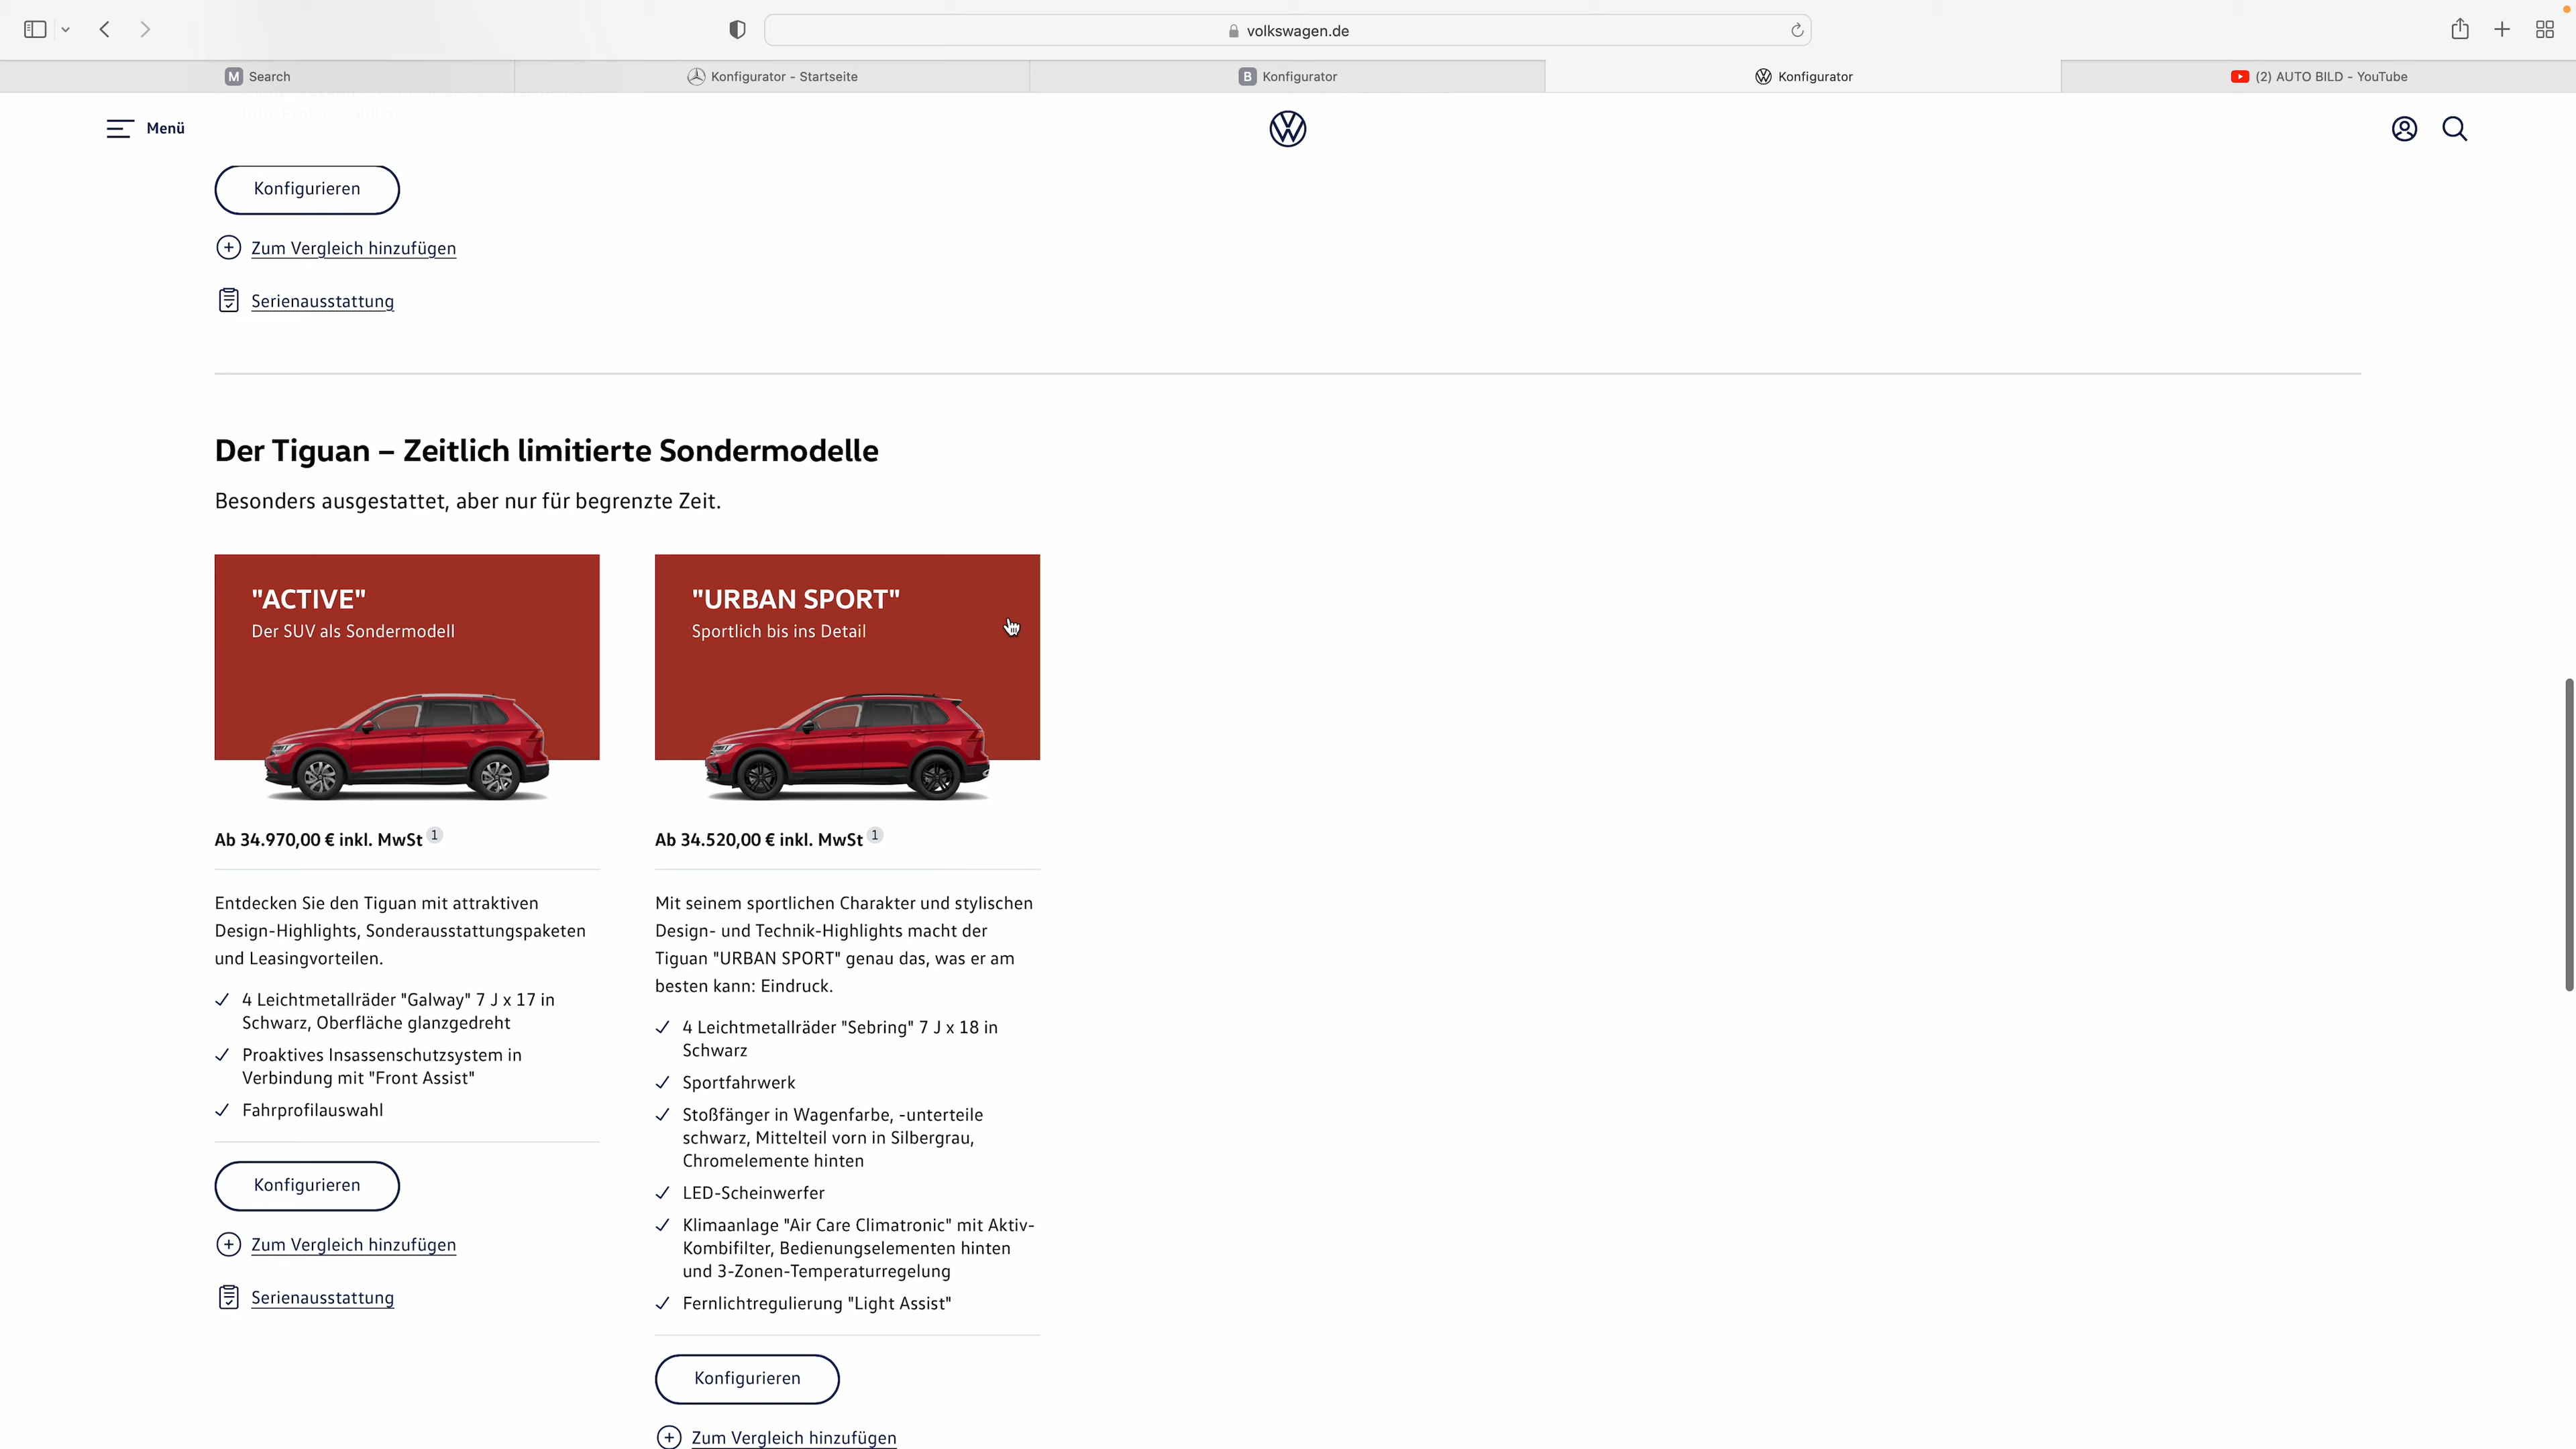 volkswagen.de
M Search
Konfigurator - Startseite
B Konfigurator
Konfigurator
(2) AUTO BILD - YouTube
Menü
Konfigurieren
Zum Vergleich hinzufügen
Serienausstattung
Der Tiguan – Zeitlich limitierte Sondermodelle
Besonders ausgestattet, aber nur für begrenzte Zeit.
"ACTIVE"
Der SUV als Sondermodell
Ab 34.970,00 € inkl. MwSt 1
Entdecken Sie den Tiguan mit attraktiven
Design-Highlights, Sonderausstattungspaketen
und Leasingvorteilen.
4 Leichtmetallräder "Galway" 7 J x 17 in
Schwarz, Oberfläche glanzgedreht
Proaktives Insassenschutzsystem in
Verbindung mit "Front Assist"
Fahrprofilauswahl
Konfigurieren
Zum Vergleich hinzufügen
Serienausstattung
"URBAN SPORT"
Sportlich bis ins Detail
Ab 34.520,00 € inkl. MwSt 1
Mit seinem sportlichen Charakter und stylischen
Design- und Technik-Highlights macht der
Tiguan "URBAN SPORT" genau das, was er am
besten kann: Eindruck.
4 Leichtmetallräder "Sebring" 7 J x 18 in
Schwarz
Sportfahrwerk
Stoßfänger in Wagenfarbe, -unterteile
schwarz, Mittelteil vorn in Silbergrau,
Chromelemente hinten
LED-Scheinwerfer
Klimaanlage "Air Care Climatronic" mit Aktiv-
Kombifilter, Bedienungselementen hinten
und 3-Zonen-Temperaturregelung
Fernlichtregulierung "Light Assist"
Konfigurieren
Zum Vergleich hinzufügen